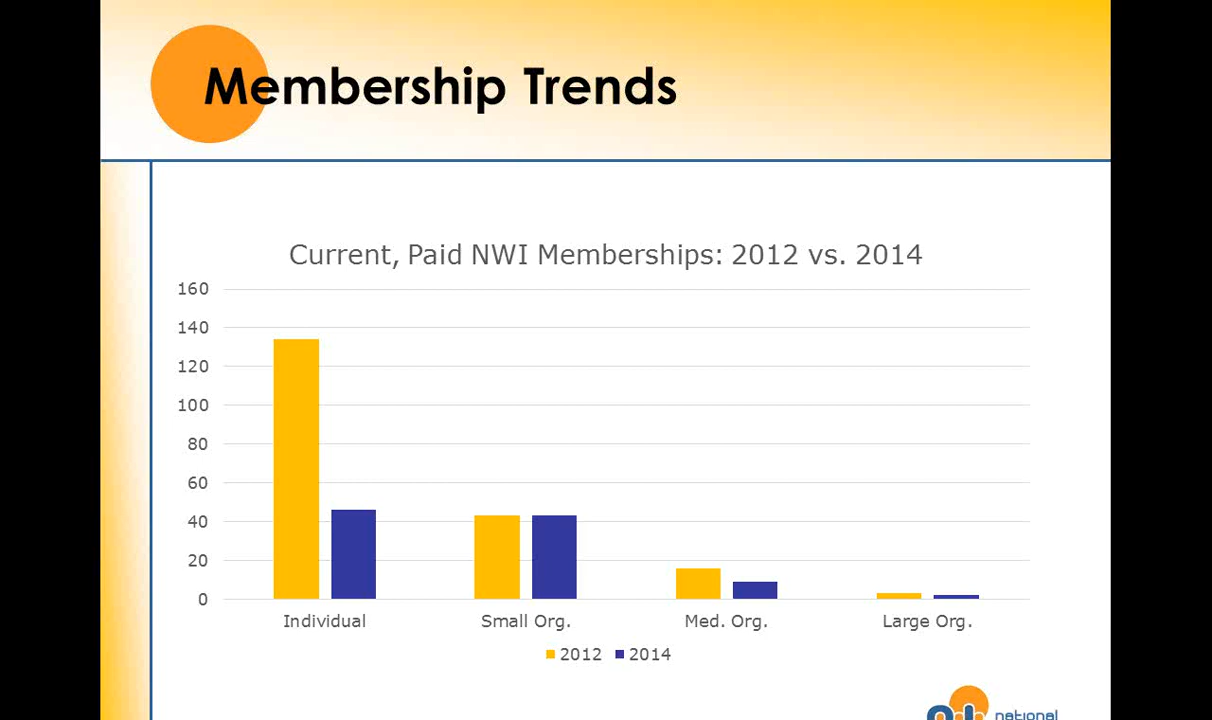 Membership Trends
Current, Paid NWI Memberships: 2012 vs. 2014
160
140
120
100
80
60
40
20
0
Individual Small Org. Med. Org. Large Org.
2012 2014
national